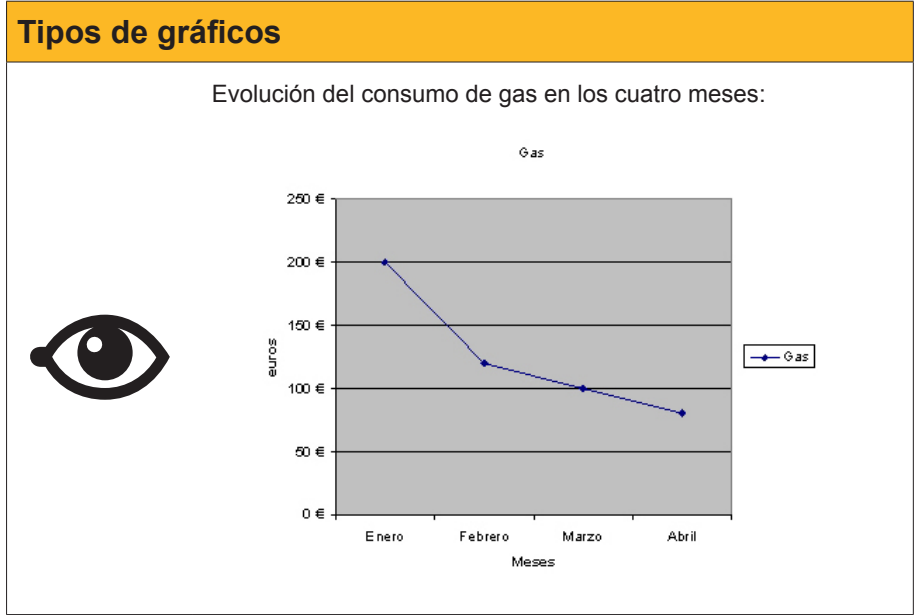 Tipos de gráficos
Evolución del consumo de gas en los cuatro meses:
Gas
250 €
200 €
150 €
100 €
50 €
0 €
euros
Gas
Enero Febrero Marzo Abril
Meses